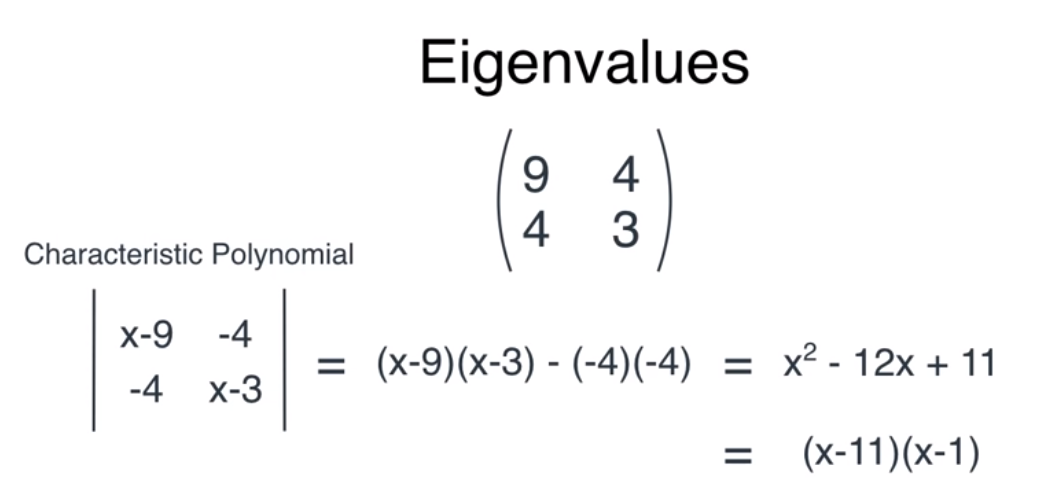 Eigenvalues
9 4
4 3
Characteristic Polynomial
x-9 -4
-4 x-3
= (x-9)(x-3) - (-4)(-4) = x² - 12x + 11
= (x-11)(x-1)